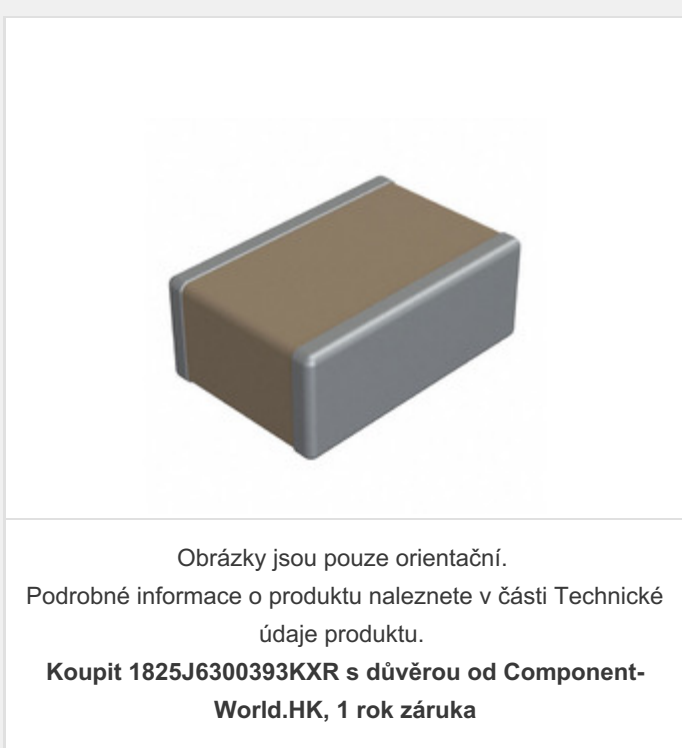 Obrázky jsou pouze orientační.
Podrobné informace o produktu naleznete v části Technické
údaje produktu.
Koupit 1825J6300393KXR s důvěrou od Component-
World.HK, 1 rok záruka